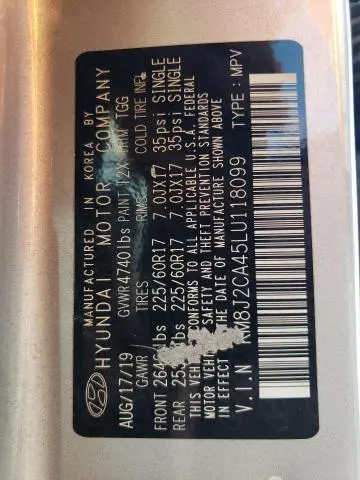 MANUFACTURED IN KOREA BY
HYUNDAI MOTOR COMPANY
AUG/17/19 GVWR 4740lbs PAINT T2X TRIM TGG
GAWR TIRES RIMS COLD TIRE INFL
FRONT lbs 225/60R17 7.0JX17 35psi SINGLE
REAR lbs 225/60R17 7.0JX17 35psi SINGLE
THIS VEH CONFORMS TO ALL APPLICABLE U.S.A. FEDERAL
MOTOR VEH SAFETY AND THEFT PREVENTION STANDARDS
IN EFFECT THE DATE OF MANUFACTURE SHOWN ABOVE
V.I.N KM8J2CA45LU118099 TYPE : MPV